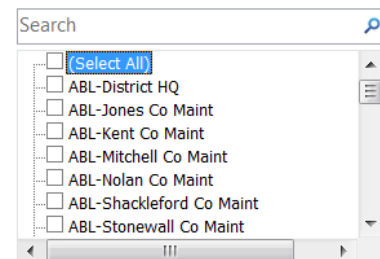 Search
(Select All)
ABL-District HQ
ABL-Jones Co Maint
ABL-Kent Co Maint
ABL-Mitchell Co Maint
ABL-Nolan Co Maint
ABL-Shackleford Co Maint
ABL-Stonewall Co Maint